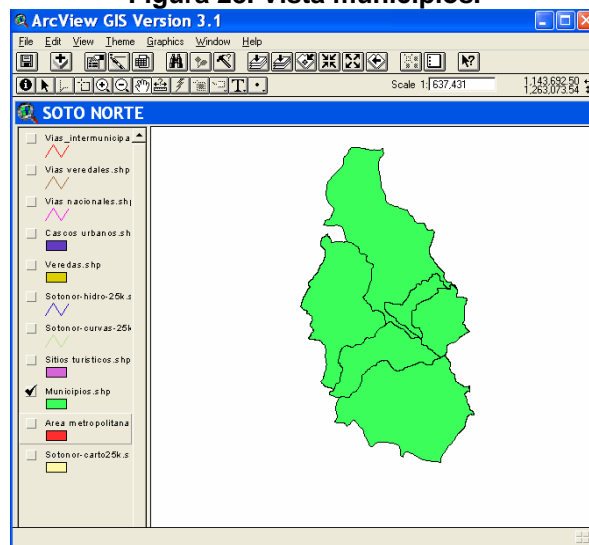 Figura 28. Vista municipios.
ArcView GIS Version 3.1
File Edit View Theme Graphics Window Help
Scale 1: 637,431
1,143,692.50
1,263,073.54
SOTO NORTE
Vias_intermunicipa
Vias veredales.shp
Vias nacionales.shp
Cascos urbanos.sh
Veredas.shp
Sotonor-hidro-25k.s
Sotonor-curvas-25k
Sitios turisticos.shp
Municipios.shp
Area metropolitana
Sotonor-carto25k.s